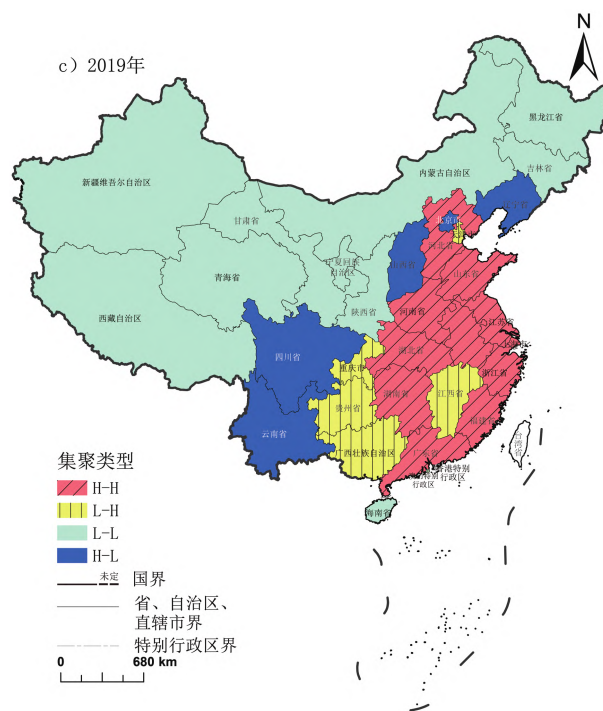 N
c）2019年
黑龙江省
吉林省
内蒙古自治区
新疆维吾尔自治区
辽宁省
北京市
甘肃省
河北省
宁夏回族
自治区
山西省
山东省
青海省
陕西省
河南省
西藏自治区
江苏省
四川省
重庆市
湖北省
浙江省
湖南省
江西省
贵州省
福建省
云南省
台湾省
广西壮族自治区
广东省
香港特别
行政区
行政区
海南省
集聚类型
H-H
L-H
L-L
H-L
未定
国界
省、自治区、
直辖市界
特别行政区界
0
680 km